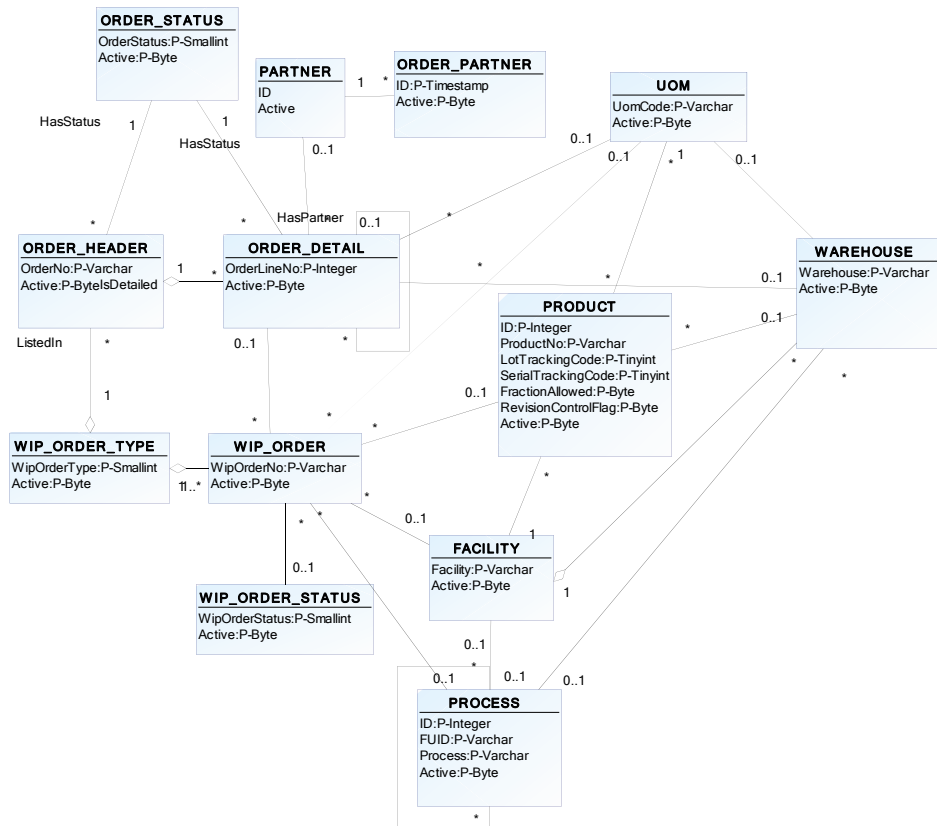 ORDER_STATUS
OrderStatus:P-Smallint
Active:P-Byte
PARTNER
ID
Active
1
*
ORDER_PARTNER
ID:P-Timestamp
Active:P-Byte
UOM
UomCode:P-Varchar
Active:P-Byte
HasStatus
1
1
HasStatus
0..1
0..1
0..1
*
1
0..1
*
*
HasPartner
*
0..1
*
ORDER_HEADER
OrderNo:P-Varchar
Active:P-Byte
IsDetailed
1
*
ORDER_DETAIL
OrderLineNo:P-Integer
Active:P-Byte
*
*
0..1
WAREHOUSE
Warehouse:P-Varchar
Active:P-Byte
PRODUCT
ID:P-Integer
ProductNo:P-Varchar
LotTrackingCode:P-Tinyint
SerialTrackingCode:P-Tinyint
FractionAllowed:P-Byte
RevisionControlFlag:P-Byte
Active:P-Byte
*
0..1
ListedIn
*
0..1
*
1
*
*
*
0..1
*
*
WIP_ORDER_TYPE
WipOrderType:P-Smallint
Active:P-Byte
1
1..*
WIP_ORDER
WipOrderNo:P-Varchar
Active:P-Byte
*
*
*
0..1
*
1
FACILITY
Facility:P-Varchar
Active:P-Byte
1
0..1
WIP_ORDER_STATUS
WipOrderStatus:P-Smallint
Active:P-Byte
0..1
*
0..1
0..1
0..1
PROCESS
ID:P-Integer
FUID:P-Varchar
Process:P-Varchar
Active:P-Byte
*